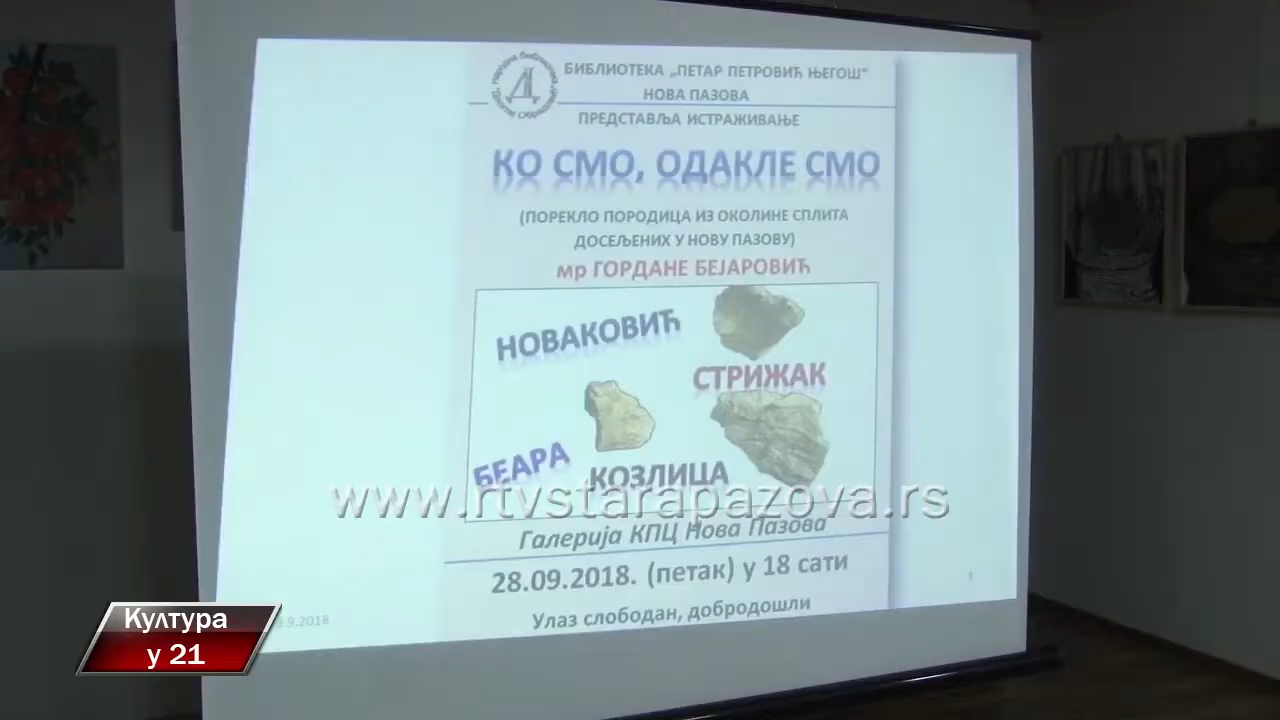 БИБЛИОТЕКА „ПЕТАР ПЕТРОВИЋ ЊЕГОШ“
НОВА ПАЗОВА
ПРЕДСТАВЉА ИСТРАЖИВАЊЕ
КО СМО, ОДАКЛЕ СМО
(ПОРЕКЛО ПОРОДИЦА ИЗ ОКОЛИНЕ СПЛИТА
ДОСЕЉЕНИХ У НОВУ ПАЗОВУ)
мр ГОРДАНЕ БЕЈАРОВИЋ
НОВАКОВИЋ
СТРИЖАК
БЕАРА
КОЗЛИЦА
www.rtvstarapazova.rs
Галерија КПЦ Нова Пазова
28.09.2018. (петак) у 18 сати
1
Улаз слободан, добродошли
Култура
у 21